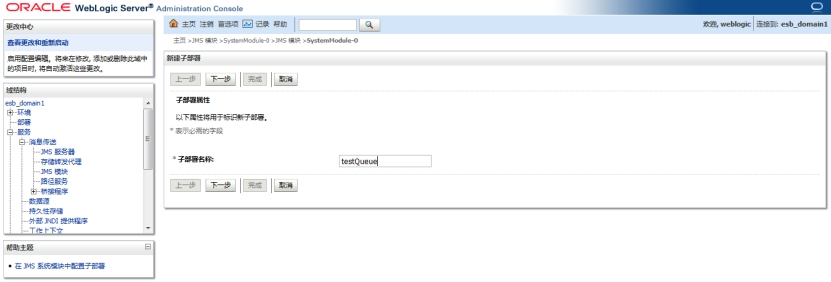 ORACLE WebLogic Server® Administration Console
更改中心
查看更改和重新启动
启用配置编辑。将来在修改, 添加或删除此域中的项目时, 将自动激活这些更改。
域结构
esb_domain1
环境
部署
服务
消息传送
JMS 服务器
存储转发代理
JMS 模块
路径服务
桥接程序
数据源
持久性存储
外部 JNDI 提供程序
工作上下文
帮助主题
在 JMS 系统模块中配置子部署
主页 注销 首选项 记录 帮助
欢迎, weblogic 连接到: esb_domain1
主页 >JMS 模块 >SystemModule-0 >JMS 模块 >SystemModule-0
新建子部署
上一步 下一步 完成 取消
子部署属性
以下属性将用于标识新子部署。
* 表示必需的字段
* 子部署名称: testQueue
上一步 下一步 完成 取消